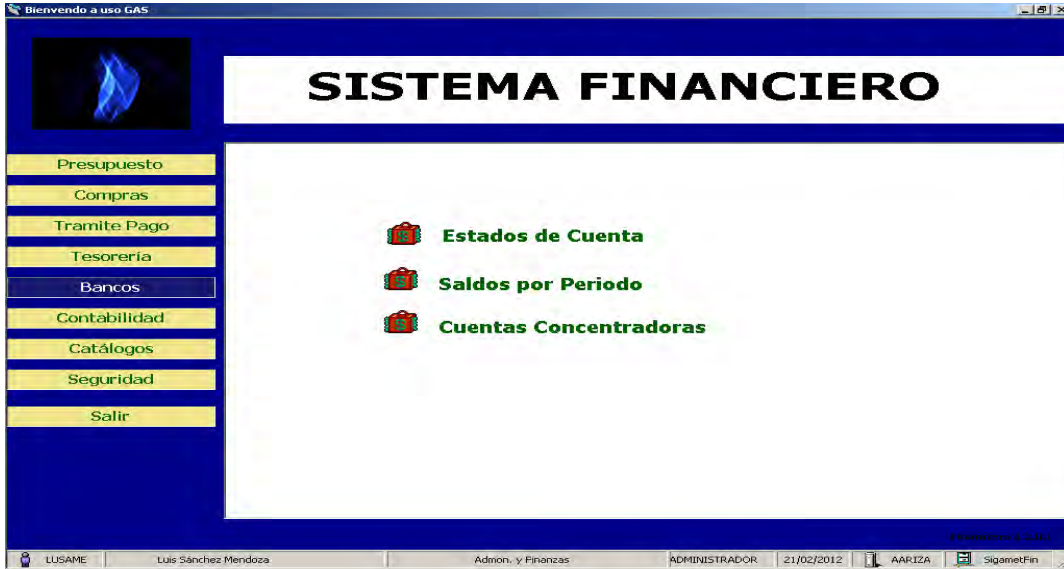 Bienvendo a uso GAS
SISTEMA FINANCIERO
Presupuesto
Compras
Tramite Pago
Tesorería
Bancos
Contabilidad
Catálogos
Seguridad
Salir
Estados de Cuenta
Saldos por Periodo
Cuentas Concentradoras
LUSAME Luis Sánchez Mendoza Admon. y Finanzas ADMINISTRADOR 21/02/2012 AARIZA SigametFin